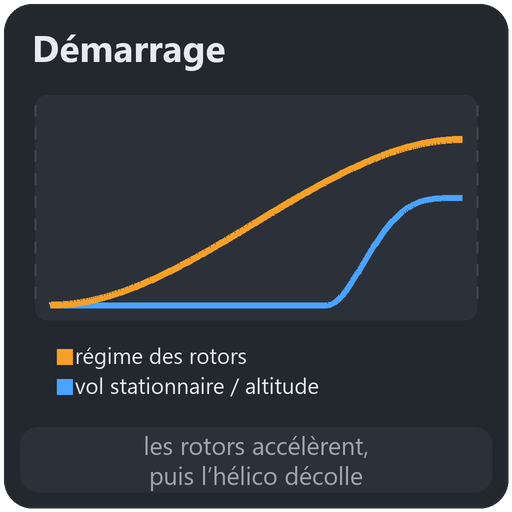 Démarrage
régime des rotors
vol stationnaire / altitude
les rotors accélèrent,
puis l’hélico décolle